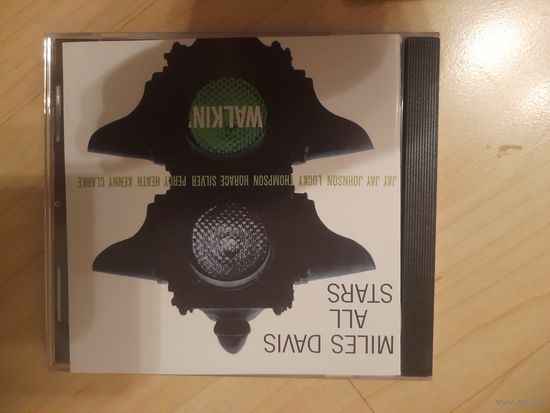 MILES DAVIS
ALL
STARS
JAY JAY JOHNSON LUCKY THOMPSON HORACE SILVER PERCY HEATH KENNY CLARKE
WALKIN'